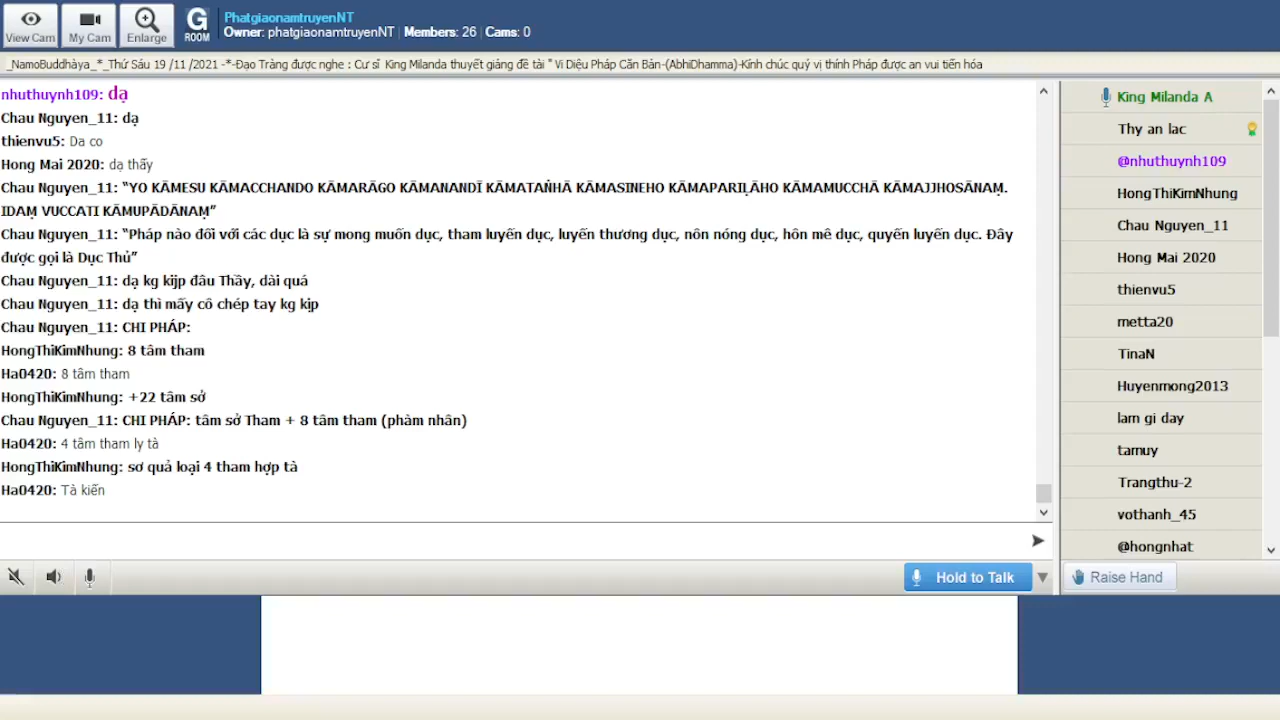 View Cam
My Cam
Enlarge
G
ROOM
PhatgiaonamtruyenNT
Owner: phatgiaonamtruyenNT | Members: 26 | Cams: 0
_NamoBuddhàya_*_Thứ Sáu 19 /11 /2021 -*-Đạo Tràng được nghe : Cư sĩ King Milanda thuyết giảng đề tài " Vi Diệu Pháp Căn Bản-(AbhiDhamma)-Kính chúc quý vị thính Pháp được an vui tiến hóa
nhuthuynh109: dạ
Chau Nguyen_11: dạ
thienvu5: Da co
Hong Mai 2020: dạ thầy
Chau Nguyen_11: “YO KĀMESU KĀMACCHANDO KĀMARĀGO KĀMANANDĪ KĀMATAṆHĀ KĀMASINEHO KĀMAPARIḶĀHO KĀMAMUCCHĀ KĀMAJJHOSĀNAṂ.
IDAṂ VUCCATI KĀMUPĀDĀNAṂ”
Chau Nguyen_11: “Pháp nào đối với các dục là sự mong muốn dục, tham luyến dục, luyến thương dục, nôn nóng dục, hôn mê dục, quyến luyến dục. Đây
được gọi là Dục Thủ”
Chau Nguyen_11: dạ kg kijp đâu Thầy, dài quá
Chau Nguyen_11: dạ thì mấy cô chép tay kg kịp
Chau Nguyen_11: CHI PHÁP:
HongThiKimNhung: 8 tâm tham
Ha0420: 8 tâm tham
HongThiKimNhung: +22 tâm sở
Chau Nguyen_11: CHI PHÁP: tâm sở Tham + 8 tâm tham (phàm nhân)
Ha0420: 4 tâm tham ly tà
HongThiKimNhung: sơ quả loại 4 tham hợp tà
Ha0420: Tà kiến
King Milanda A
Thy an lac
@nhuthuynh109
HongThiKimNhung
Chau Nguyen_11
Hong Mai 2020
thienvu5
metta20
TinaN
Huyenmong2013
lam gi day
tamuy
Trangthu-2
vothanh_45
@hongnhat
Hold to Talk
Raise Hand